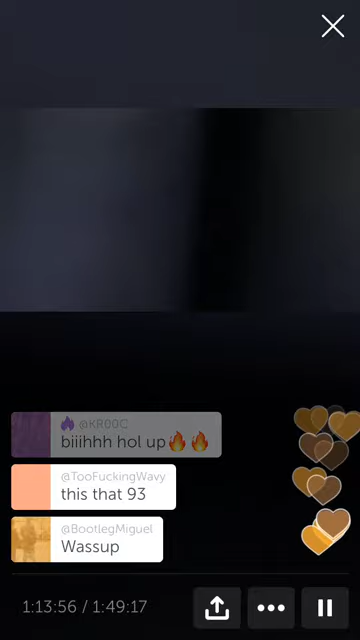 @KR00C
biiihhh hol up🔥🔥
@TooFuckingWavy
this that 93
@BootlegMiguel
Wassup
1:13:56 / 1:49:17